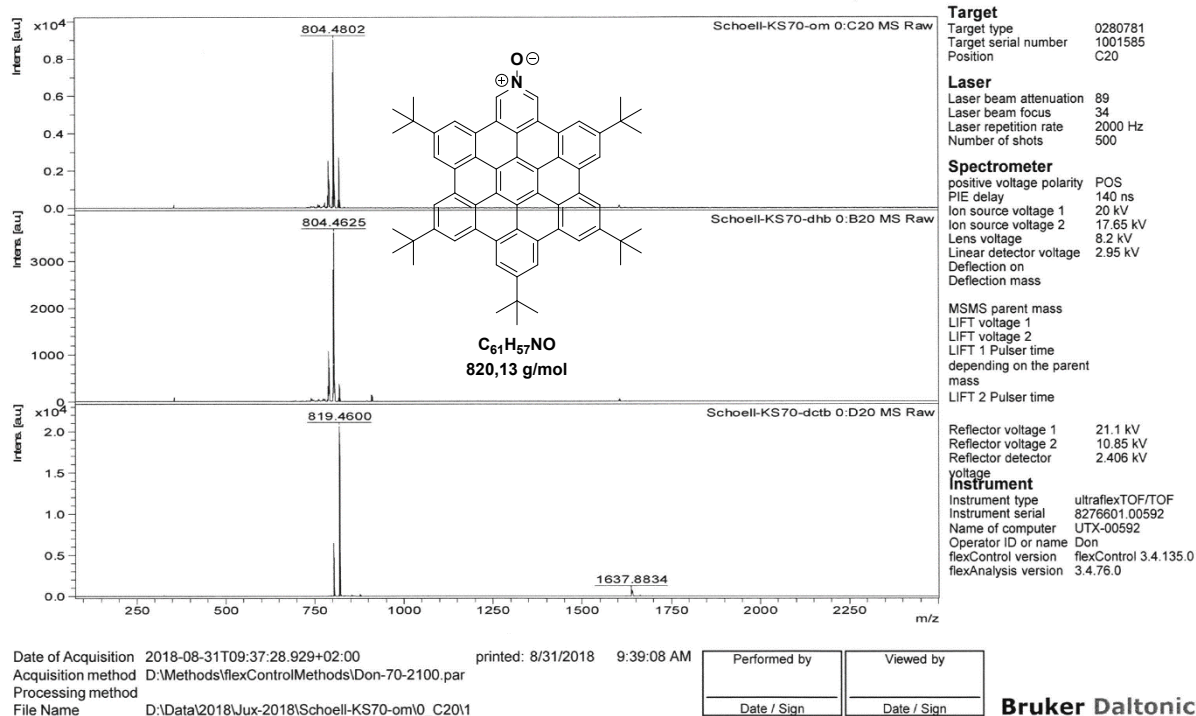 Intens. [a.u.]
x10⁴
0.8
0.6
0.4
0.2
0.0
804.4802
Schoell-KS70-om 0:C20 MS Raw
O⊖
⊕N
3000
2000
1000
0
804.4625
Schoell-KS70-dhb 0:B20 MS Raw
C₆₁H₅₇NO
820,13 g/mol
Intens. [a.u.]
x10⁴
2.0
1.5
1.0
0.5
0.0
819.4600
Schoell-KS70-dctb 0:D20 MS Raw
1637.8834
250 500 750 1000 1250 1500 1750 2000 2250
m/z
Target
Target type 0280781
Target serial number 1001585
Position C20
Laser
Laser beam attenuation 89
Laser beam focus 34
Laser repetition rate 2000 Hz
Number of shots 500
Spectrometer
positive voltage polarity POS
PIE delay 140 ns
Ion source voltage 1 20 kV
Ion source voltage 2 17.65 kV
Lens voltage 8.2 kV
Linear detector voltage 2.95 kV
Deflection on
Deflection mass
MSMS parent mass
LIFT voltage 1
LIFT voltage 2
LIFT 1 Pulser time
depending on the parent
mass
LIFT 2 Pulser time
Reflector voltage 1 21.1 kV
Reflector voltage 2 10.85 kV
Reflector detector 2.406 kV
voltage
Instrument
Instrument type ultraflexTOF/TOF
Instrument serial 8276601.00592
Name of computer UTX-00592
Operator ID or name Don
flexControl version flexControl 3.4.135.0
flexAnalysis version 3.4.76.0
Date of Acquisition 2018-08-31T09:37:28.929+02:00 printed: 8/31/2018 9:39:08 AM
Acquisition method D:\Methods\flexControlMethods\Don-70-2100.par
Processing method
File Name D:\Data\2018\Jux-2018\Schoell-KS70-om\0_C20\1
Performed by
Date / Sign
Viewed by
Date / Sign
Bruker Daltonic